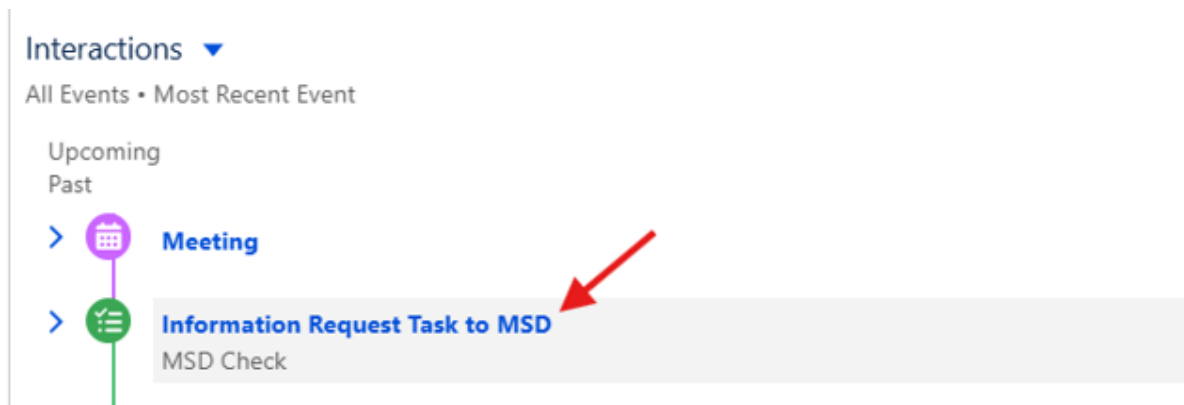 Interactions
All Events • Most Recent Event
Upcoming
Past
Meeting
Information Request Task to MSD
MSD Check